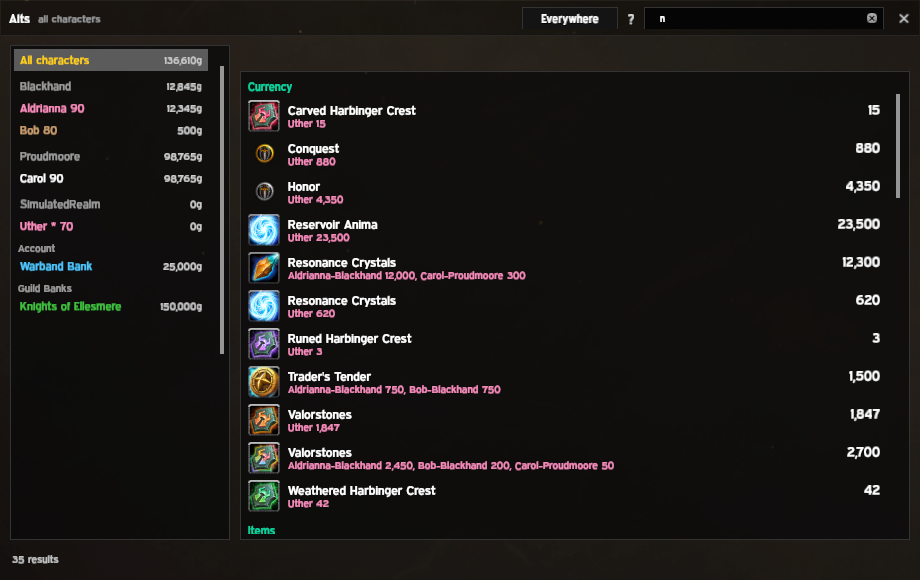 Alts all characters Everywhere ? n
All characters 136,610g
Blackhand 12,845g
Aldrianna 90 12,345g
Bob 80 500g
Proudmoore 98,765g
Carol 90 98,765g
SimulatedRealm 0g
Uther * 70 0g
Account
Warband Bank 25,000g
Guild Banks
Knights of Ellesmere 150,000g
Currency
Carved Harbinger Crest 15
Uther 15
Conquest 880
Uther 880
Honor 4,350
Uther 4,350
Reservoir Anima 23,500
Uther 23,500
Resonance Crystals 12,300
Aldrianna-Blackhand 12,000, Carol-Proudmoore 300
Resonance Crystals 620
Uther 620
Runed Harbinger Crest 3
Uther 3
Trader's Tender 1,500
Aldrianna-Blackhand 750, Bob-Blackhand 750
Valorstones 1,847
Uther 1,847
Valorstones 2,700
Aldrianna-Blackhand 2,450, Bob-Blackhand 200, Carol-Proudmoore 50
Weathered Harbinger Crest 42
Uther 42
Items
35 results